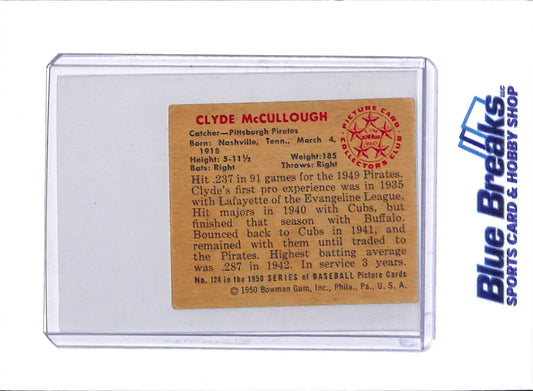 CLYDE McCULLOUGH
Catcher—Pittsburgh Pirates
Born: Nashville, Tenn., March 4,
1918
Height: 5-11½ Weight: 185
Bats: Right Throws: Right
Hit .237 in 91 games for the 1949 Pirates.
Clyde's first pro experience was in 1935
with Lafayette of the Evangeline League.
Hit majors in 1940 with Cubs, but
finished that season with Buffalo.
Bounced back to Cubs in 1941, and
remained with them until traded to
the Pirates. Highest batting average
was .287 in 1942. In service 3 years.
No. 124 in the 1950 SERIES of BASEBALL Picture Cards
© 1950 Bowman Gum, Inc., Phila., Pa., U. S. A.
PICTURE CARD
COLLECTORS CLUB
Blue Breaks LLC
SPORTS CARD & HOBBY SHOP